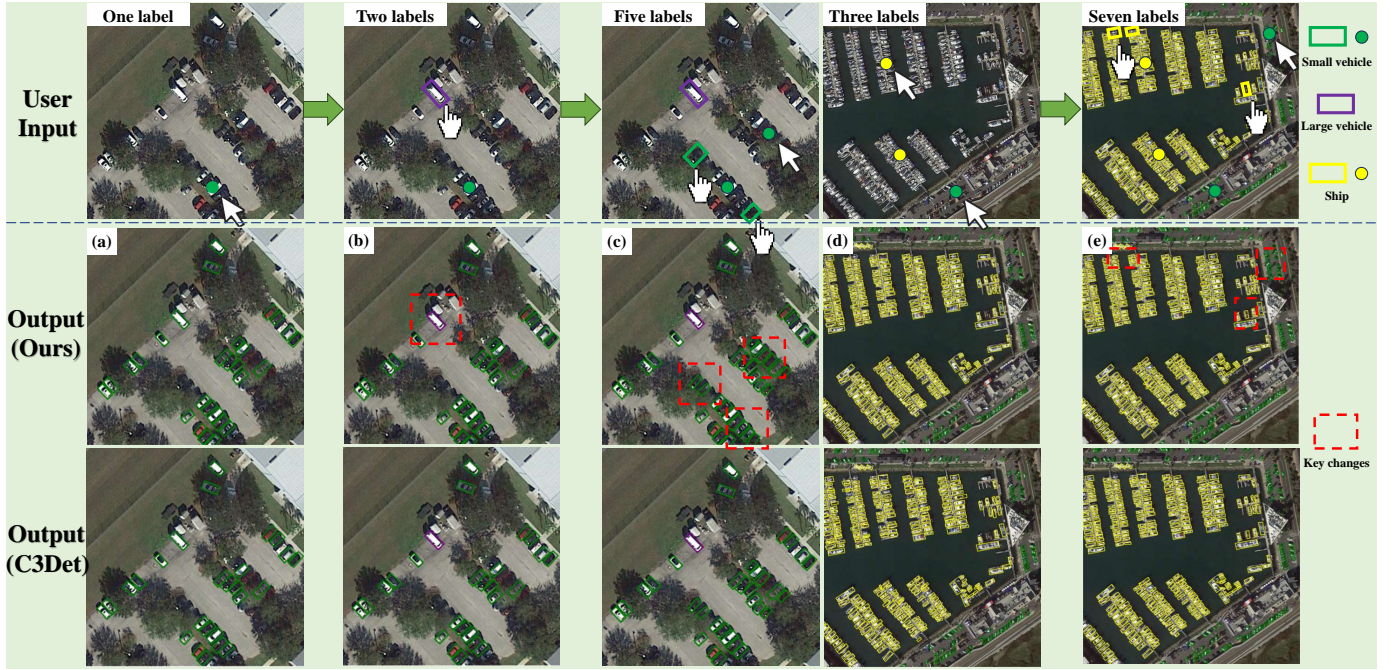 One label
Two labels
Five labels
Three labels
Seven labels
User
Input
Small vehicle
Large vehicle
Ship
(a)
(b)
(c)
(d)
(e)
Output
(Ours)
Key changes
Output
(C3Det)